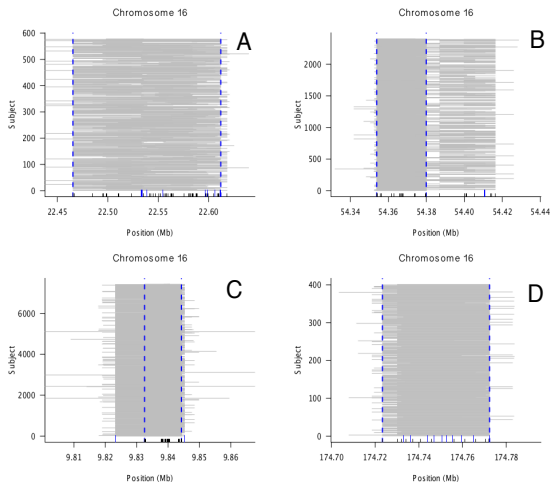 Chromosome 16
A
600
500
400
300
200
100
0
Subject
22.45 22.50 22.55 22.60
Position (Mb)
Chromosome 16
B
2000
1500
1000
500
0
Subject
54.34 54.36 54.38 54.40 54.42 54.44
Position (Mb)
Chromosome 16
C
6000
4000
2000
0
Subject
9.81 9.82 9.83 9.84 9.85 9.86
Position (Mb)
Chromosome 16
D
400
300
200
100
0
Subject
174.70 174.72 174.74 174.76 174.78
Position (Mb)